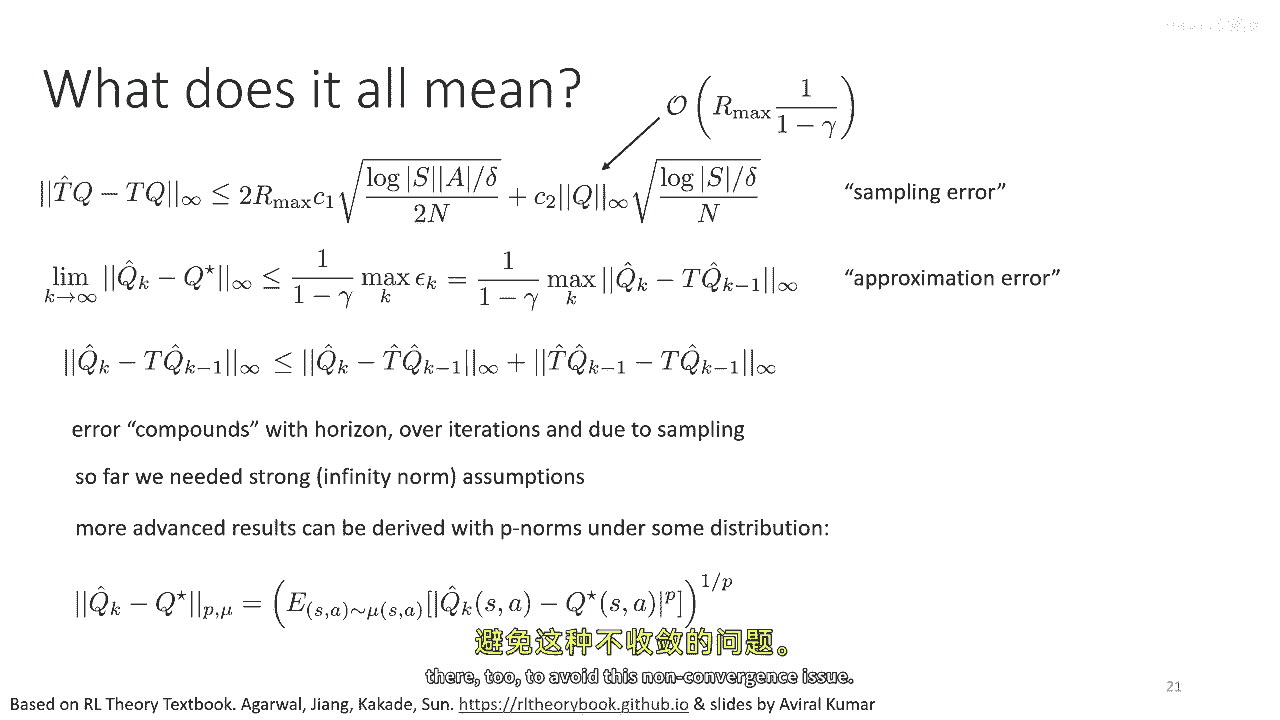 What does it all mean?
$\mathcal{O}\left(R_{\max}\frac{1}{1-\gamma}\right)$
$||\hat{T}Q - TQ||_\infty \leq 2R_{\max}c_1\sqrt{\frac{\log|S||A|/\delta}{2N}} + c_2||Q||_\infty\sqrt{\frac{\log|S|/\delta}{N}}$ “sampling error”
$\lim_{k\to\infty}||\hat{Q}_k - Q^\star||_\infty \leq \frac{1}{1-\gamma}\max_k \epsilon_k = \frac{1}{1-\gamma}\max_k||\hat{Q}_k - T\hat{Q}_{k-1}||_\infty$ “approximation error”
$||\hat{Q}_k - T\hat{Q}_{k-1}||_\infty \leq ||\hat{Q}_k - \hat{T}\hat{Q}_{k-1}||_\infty + ||\hat{T}\hat{Q}_{k-1} - T\hat{Q}_{k-1}||_\infty$
error “compounds” with horizon, over iterations and due to sampling
so far we needed strong (infinity norm) assumptions
more advanced results can be derived with p-norms under some distribution:
$||\hat{Q}_k - Q^\star||_{p,\mu} = \left(E_{(s,a)\sim\mu(s,a)}[|\hat{Q}_k(s,a) - Q^\star(s,a)|^p]\right)^{1/p}$
避免这种不收敛的问题。
there, too, to avoid this non-convergence issue.
21
Based on RL Theory Textbook. Agarwal, Jiang, Kakade, Sun. https://rltheorybook.github.io & slides by Aviral Kumar